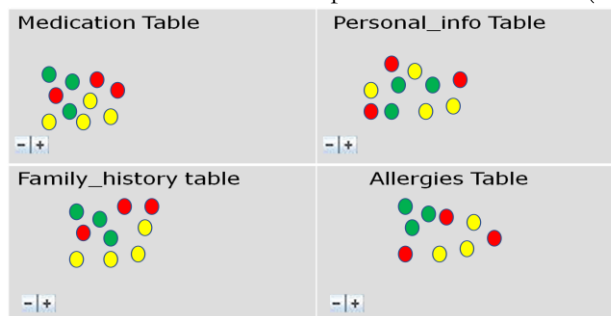 Medication Table
Personal_info Table
- +
- +
Family_history table
Allergies Table
- +
- +